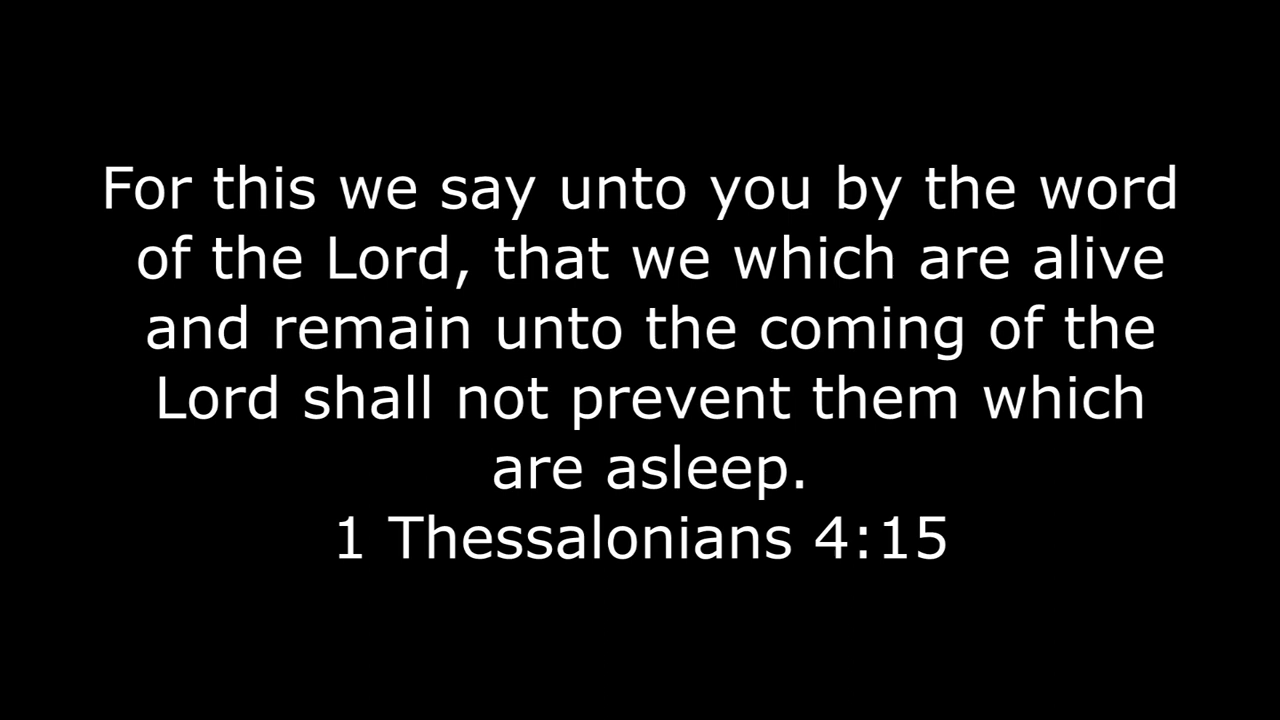 For this we say unto you by the word
of the Lord, that we which are alive
and remain unto the coming of the
Lord shall not prevent them which
are asleep.
1 Thessalonians 4:15